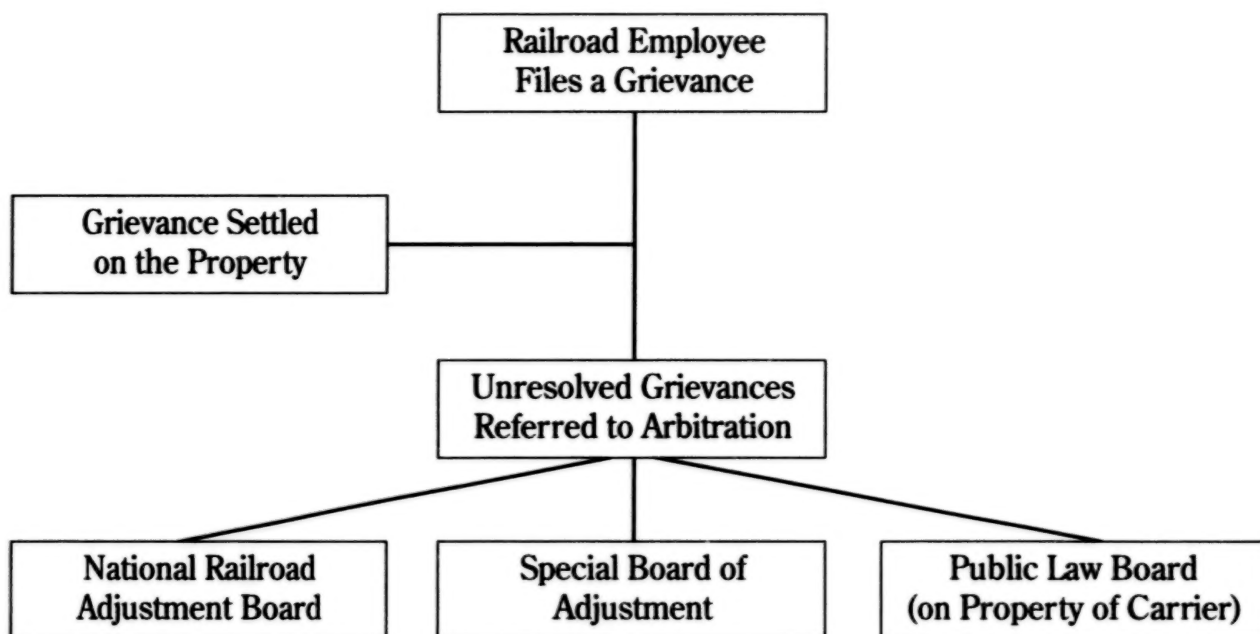 Railroad Employee
Files a Grievance
Grievance Settled
on the Property
Unresolved Grievances
Referred to Arbitration
National Railroad
Adjustment Board
Special Board of
Adjustment
Public Law Board
(on Property of Carrier)